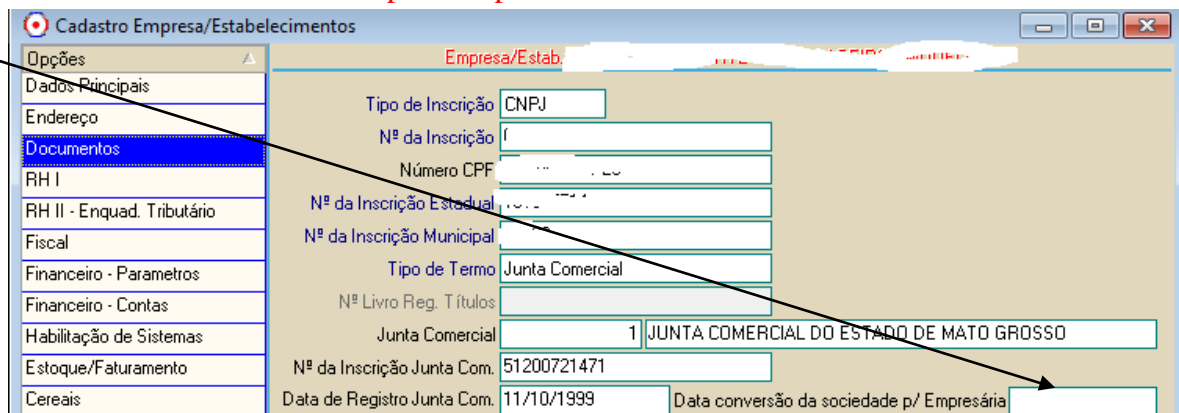 Cadastro Empresa/Estabelecimentos
Opções
Empresa/Estab.
Dados Principais
Endereço
Documentos
RH I
RH II - Enquad. Tributário
Fiscal
Financeiro - Parametros
Financeiro - Contas
Habilitação de Sistemas
Estoque/Faturamento
Cereais
Tipo de Inscrição CNPJ
Nº da Inscrição
Número CPF
Nº da Inscrição Estadual
Nº da Inscrição Municipal
Tipo de Termo Junta Comercial
Nº Livro Reg. Títulos
Junta Comercial 1 JUNTA COMERCIAL DO ESTADO DE MATO GROSSO
Nº da Inscrição Junta Com. 51200721471
Data de Registro Junta Com. 11/10/1999 Data conversão da sociedade p/ Empresária